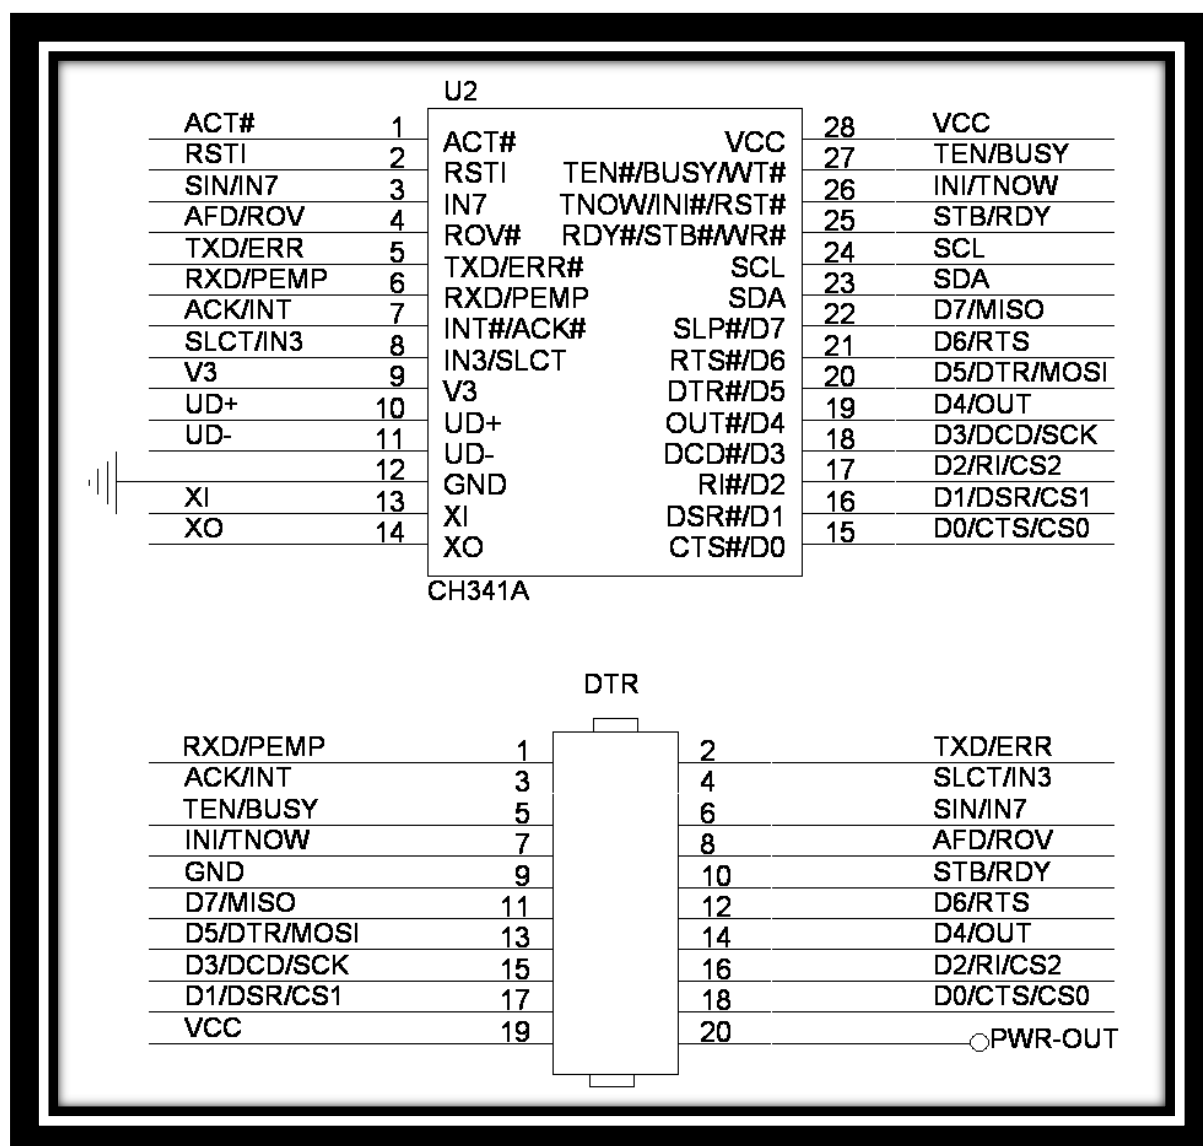 U2
ACT# 1 ACT# VCC 28 VCC
RSTI 2 RSTI TEN#/BUSY/WT# 27 TEN/BUSY
SIN/IN7 3 IN7 TNOW/INI#/RST# 26 INI/TNOW
AFD/ROV 4 ROV# RDY#/STB#/WR# 25 STB/RDY
TXD/ERR 5 TXD/ERR# SCL 24 SCL
RXD/PEMP 6 RXD/PEMP SDA 23 SDA
ACK/INT 7 INT#/ACK# SLP#/D7 22 D7/MISO
SLCT/IN3 8 IN3/SLCT RTS#/D6 21 D6/RTS
V3 9 V3 DTR#/D5 20 D5/DTR/MOSI
UD+ 10 UD+ OUT#/D4 19 D4/OUT
UD- 11 UD- DCD#/D3 18 D3/DCD/SCK
12 GND RI#/D2 17 D2/RI/CS2
XI 13 XI DSR#/D1 16 D1/DSR/CS1
XO 14 XO CTS#/D0 15 D0/CTS/CS0
CH341A
DTR
RXD/PEMP 1 2 TXD/ERR
ACK/INT 3 4 SLCT/IN3
TEN/BUSY 5 6 SIN/IN7
INI/TNOW 7 8 AFD/ROV
GND 9 10 STB/RDY
D7/MISO 11 12 D6/RTS
D5/DTR/MOSI 13 14 D4/OUT
D3/DCD/SCK 15 16 D2/RI/CS2
D1/DSR/CS1 17 18 D0/CTS/CS0
VCC 19 20 PWR-OUT